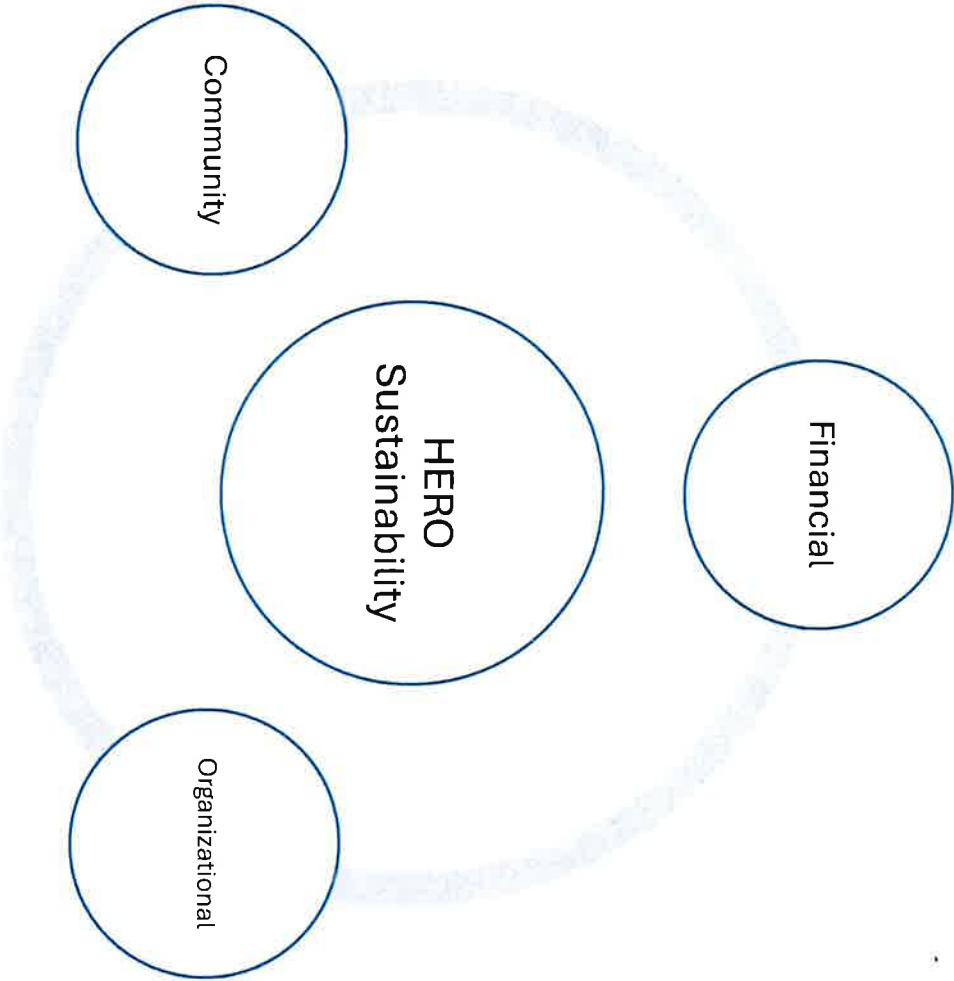 Financial
HERO
Sustainability
Community
Organizational